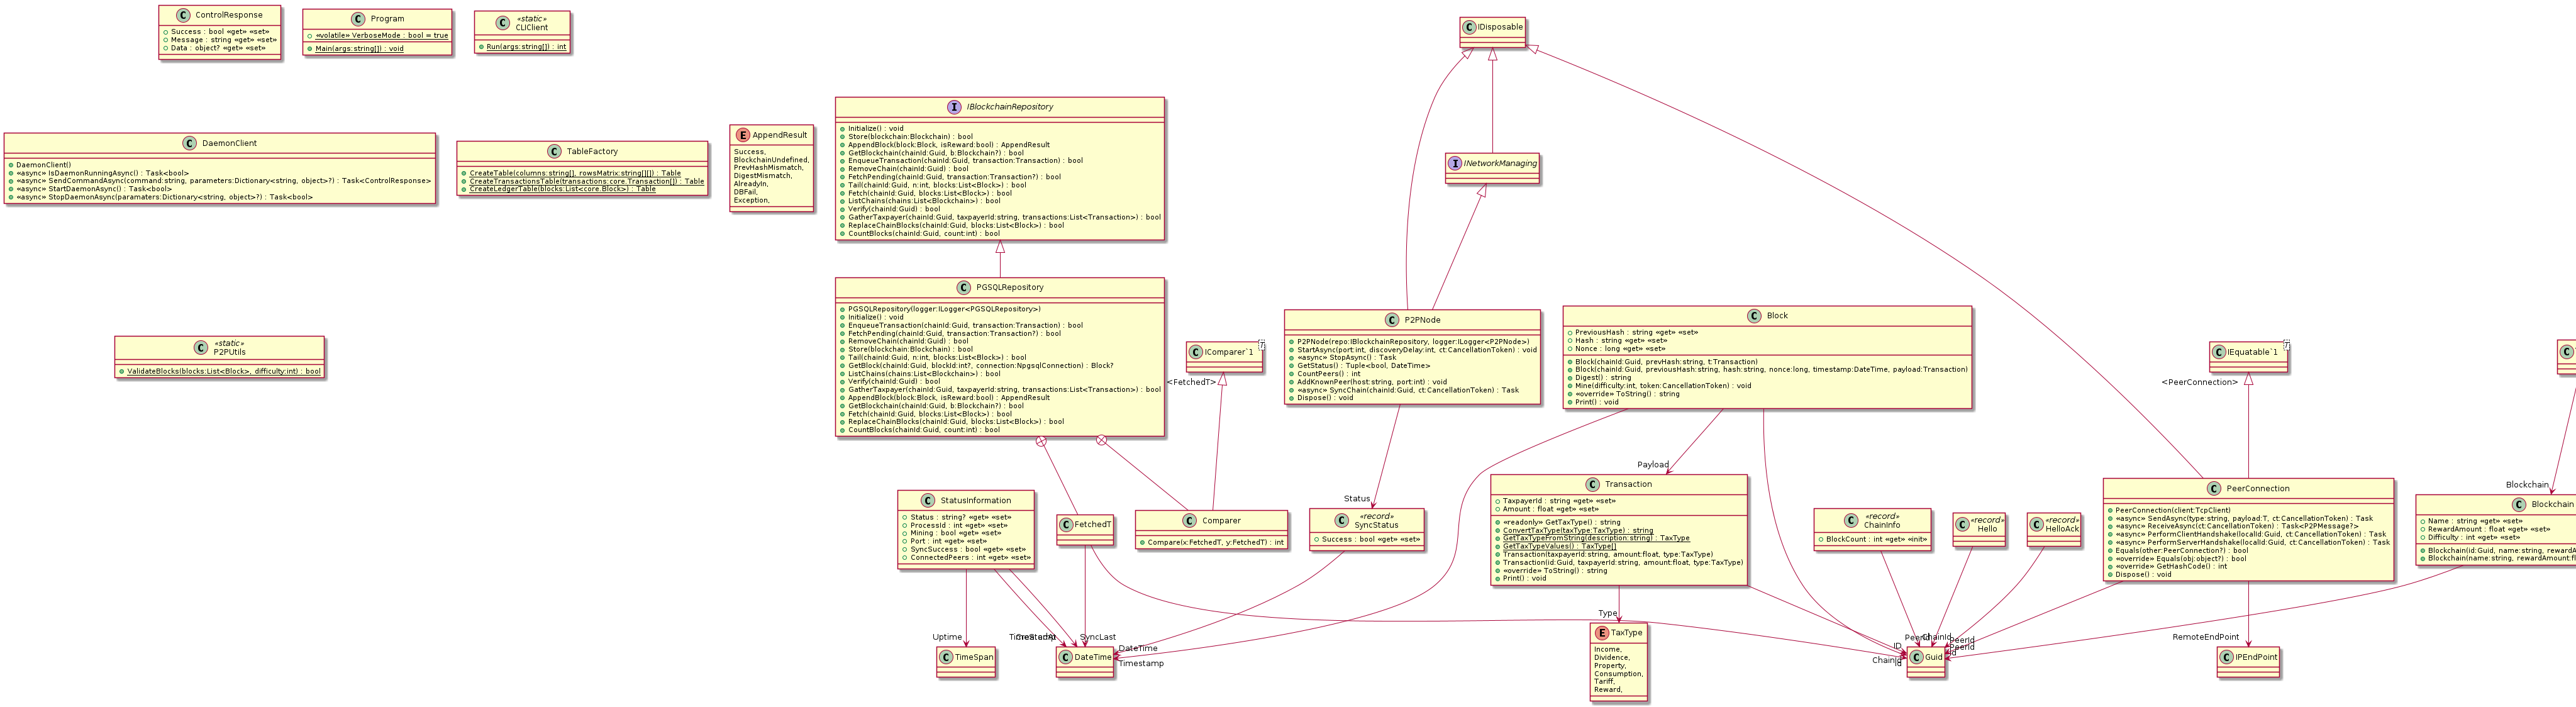 ControlResponse
Success : bool «get» «set»
Message : string «get» «set»
Data : object? «get» «set»
Program
«volatile» VerboseMode : bool = true
Main(args:string[]) : void
«static»
CLIClient
Run(args:string[]) : int
IDisposable
DaemonClient
DaemonClient()
«async» IsDaemonRunningAsync() : Task<bool>
«async» SendCommandAsync(command:string, parameters:Dictionary<string, object>?) : Task<ControlResponse>
«async» StartDaemonAsync() : Task<bool>
«async» StopDaemonAsync(paramaters:Dictionary<string, object>?) : Task<bool>
TableFactory
CreateTable(columns:string[], rowsMatrix:string[][]) : Table
CreateTransactionsTable(transactions:core.Transaction[]) : Table
CreateLedgerTable(blocks:List<core.Block>) : Table
AppendResult
Success,
BlockchainUndefined,
PrevHashMismatch,
DigestMismatch,
AlreadyIn,
DBFail,
Exception,
IBlockchainRepository
Initialize() : void
Store(blockchain:Blockchain) : bool
AppendBlock(block:Block, isReward:bool) : AppendResult
GetBlockchain(chainId:Guid, b:Blockchain?) : bool
EnqueueTransaction(chainId:Guid, transaction:Transaction) : bool
RemoveChain(chainId:Guid) : bool
FetchPending(chainId:Guid, transaction:Transaction?) : bool
Tail(chainId:Guid, n:int, blocks:List<Block>) : bool
Fetch(chainId:Guid, blocks:List<Block>) : bool
ListChains(chains:List<Blockchain>) : bool
Verify(chainId:Guid) : bool
GatherTaxpayer(chainId:Guid, taxpayerId:string, transactions:List<Transaction>) : bool
ReplaceChainBlocks(chainId:Guid, blocks:List<Block>) : bool
CountBlocks(chainId:Guid, count:int) : bool
INetworkManaging
«static»
P2PUtils
ValidateBlocks(blocks:List<Block>, difficulty:int) : bool
PGSQLRepository
PGSQLRepository(logger:ILogger<PGSQLRepository>)
Initialize() : void
EnqueueTransaction(chainId:Guid, transaction:Transaction) : bool
FetchPending(chainId:Guid, transaction:Transaction?) : bool
RemoveChain(chainId:Guid) : bool
Store(blockchain:Blockchain) : bool
Tail(chainId:Guid, n:int, blocks:List<Block>) : bool
GetBlock(chainId:Guid, blockId:int?, connection:NpgsqlConnection) : Block?
ListChains(chains:List<Blockchain>) : bool
Verify(chainId:Guid) : bool
GatherTaxpayer(chainId:Guid, taxpayerId:string, transactions:List<Transaction>) : bool
AppendBlock(block:Block, isReward:bool) : AppendResult
GetBlockchain(chainId:Guid, b:Blockchain?) : bool
Fetch(chainId:Guid, blocks:List<Block>) : bool
ReplaceChainBlocks(chainId:Guid, blocks:List<Block>) : bool
CountBlocks(chainId:Guid, count:int) : bool
IComparer`1
T
<FetchedT>
P2PNode
P2PNode(repo:IBlockchainRepository, logger:ILogger<P2PNode>)
StartAsync(port:int, discoveryDelay:int, ct:CancellationToken) : void
«async» StopAsync() : Task
GetStatus() : Tuple<bool, DateTime>
CountPeers() : int
AddKnownPeer(host:string, port:int) : void
«async» SyncChain(chainId:Guid, ct:CancellationToken) : Task
Dispose() : void
Block
PreviousHash : string «get» «set»
Hash : string «get» «set»
Nonce : long «get» «set»
Block(chainId:Guid, prevHash:string, t:Transaction)
Block(chainId:Guid, previousHash:string, hash:string, nonce:long, timestamp:DateTime, payload:Transaction)
Digest() : string
Mine(difficulty:int, token:CancellationToken) : void
«override» ToString() : string
Print() : void
IEquatable`1
T
<PeerConnection>
StatusInformation
Status : string? «get» «set»
ProcessId : int «get» «set»
Mining : bool «get» «set»
Port : int «get» «set»
SyncSuccess : bool «get» «set»
ConnectedPeers : int «get» «set»
FetchedT
Comparer
Compare(x:FetchedT, y:FetchedT) : int
Status
«record»
SyncStatus
Success : bool «get» «set»
Payload
Transaction
TaxpayerId : string «get» «set»
Amount : float «get» «set»
«readonly» GetTaxType() : string
ConvertTaxType(taxType:TaxType) : string
GetTaxTypeFromString(description:string) : TaxType
GetTaxTypeValues() : TaxType[]
Transaction(taxpayerId:string, amount:float, type:TaxType)
Transaction(id:Guid, taxpayerId:string, amount:float, type:TaxType)
«override» ToString() : string
Print() : void
«record»
ChainInfo
BlockCount : int «get» «init»
«record»
Hello
«record»
HelloAck
PeerConnection
PeerConnection(client:TcpClient)
«async» SendAsync(type:string, payload:T, ct:CancellationToken) : Task
«async» ReceiveAsync(ct:CancellationToken) : Task<P2PMessage?>
«async» PerformClientHandshake(localId:Guid, ct:CancellationToken) : Task
«async» PerformServerHandshake(localId:Guid, ct:CancellationToken) : Task
Equals(other:PeerConnection?) : bool
«override» Equals(obj:object?) : bool
«override» GetHashCode() : int
Dispose() : void
Blockchain
Blockchain
Name : string «get» «set»
RewardAmount : float «get» «set»
Difficulty : int «get» «set»
Blockchain(id:Guid, name:string, rewardA
Blockchain(name:string, rewardAmount:fl
Uptime
TimeSpan
SyncLast
DateTime
Timestamp
DateTime
Type
TaxType
Income,
Dividence,
Property,
Consumption,
Tariff,
Reward,
ID
ChainId
Id
ChainId
PeerId
PeerId
Id
Guid
RemoteEndPoint
IPEndPoint